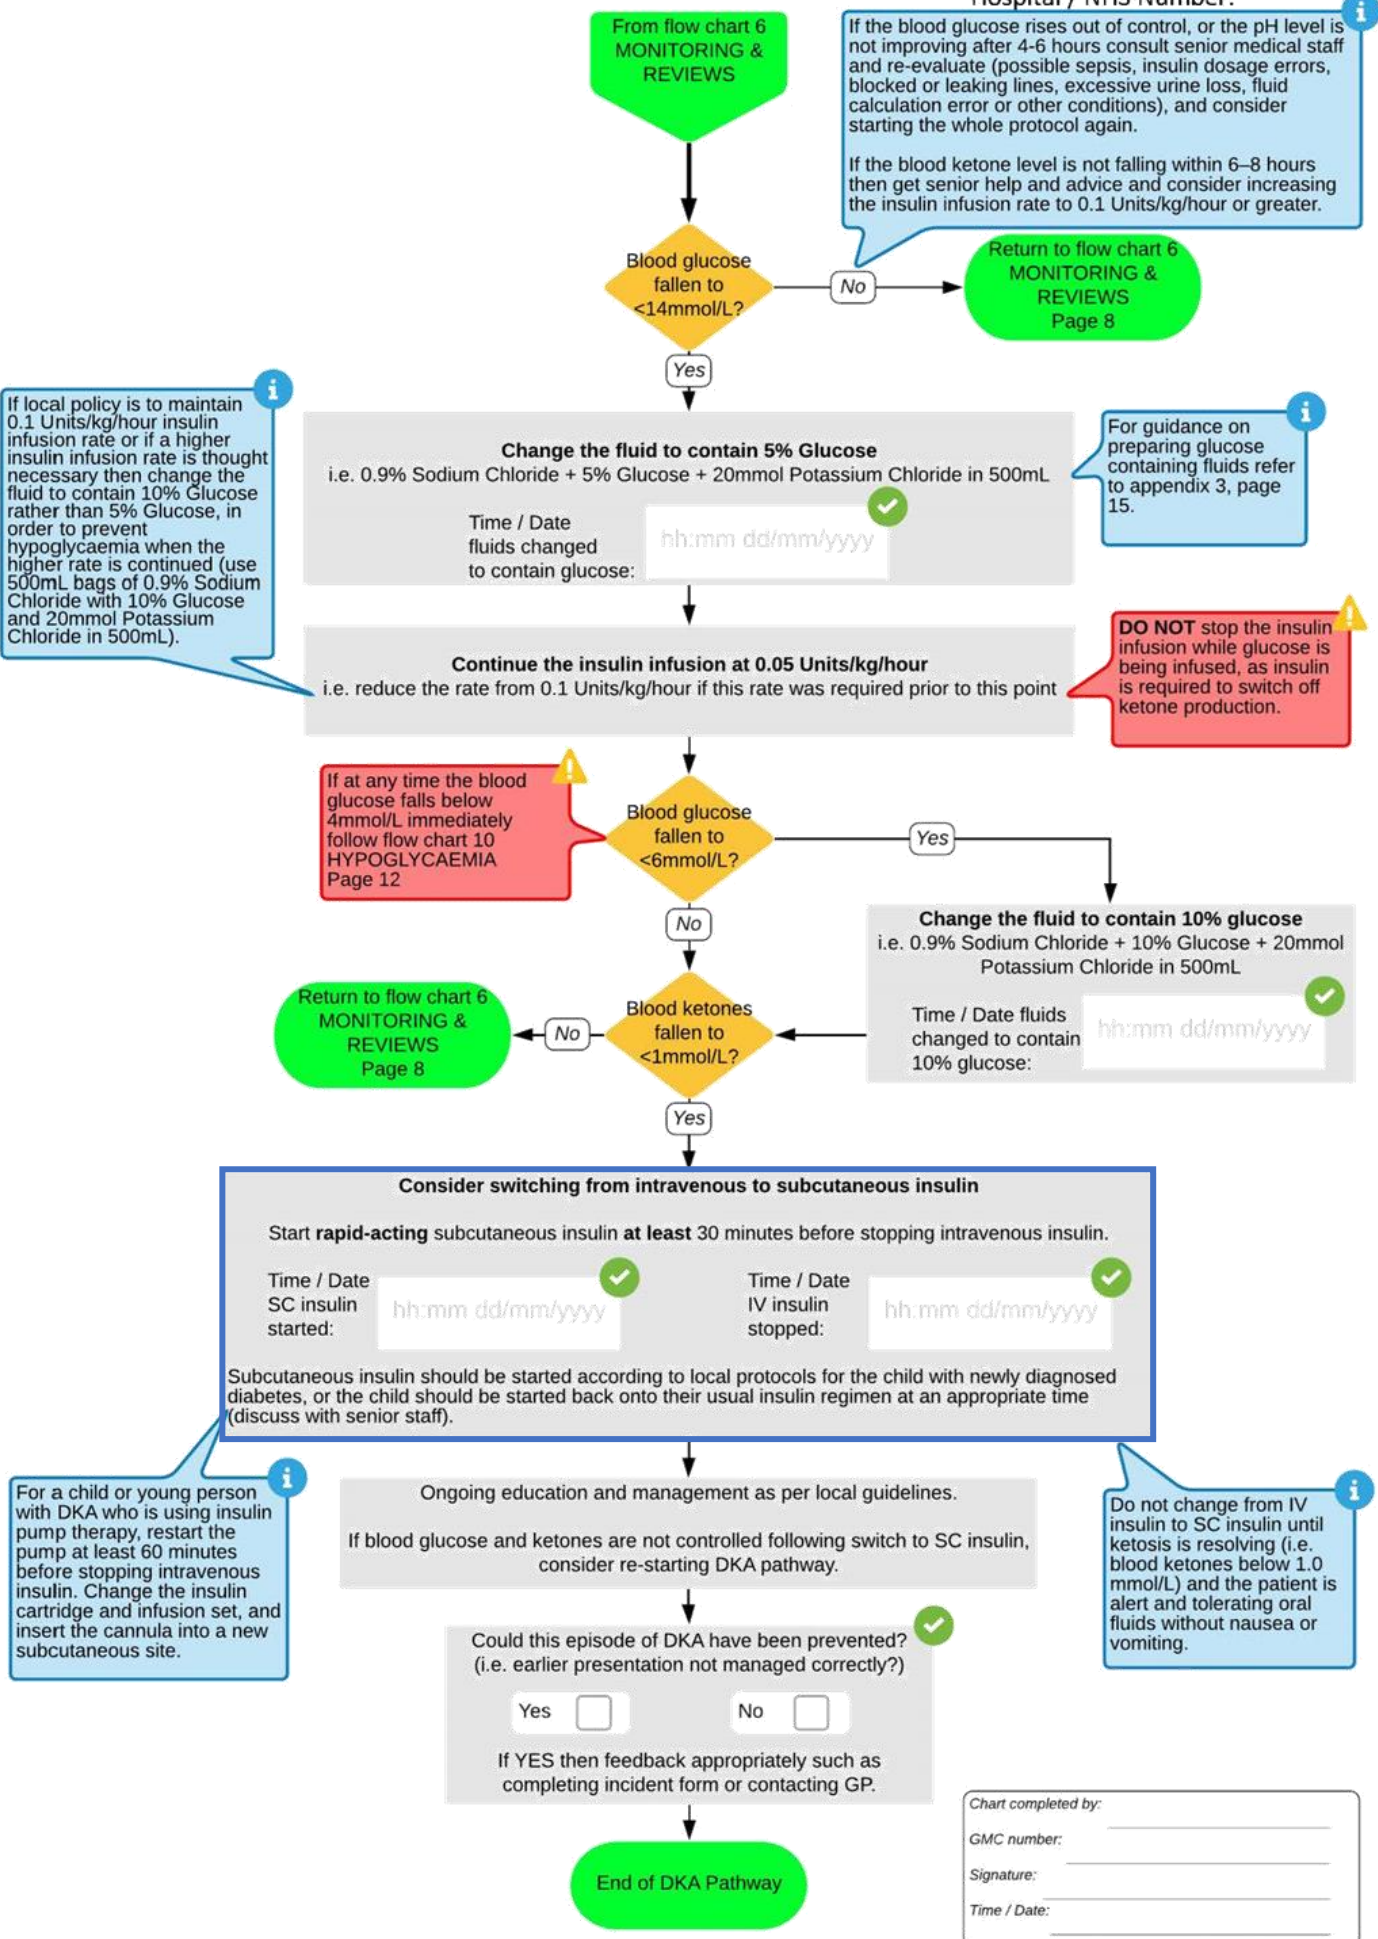 Hospital / NHS Number:
From flow chart 6
MONITORING &
REVIEWS
If the blood glucose rises out of control, or the pH level is
not improving after 4-6 hours consult senior medical staff
and re-evaluate (possible sepsis, insulin dosage errors,
blocked or leaking lines, excessive urine loss, fluid
calculation error or other conditions), and consider
starting the whole protocol again.
If the blood ketone level is not falling within 6–8 hours
then get senior help and advice and consider increasing
the insulin infusion rate to 0.1 Units/kg/hour or greater.
Blood glucose
fallen to
<14mmol/L?
No
Return to flow chart 6
MONITORING &
REVIEWS
Page 8
Yes
If local policy is to maintain
0.1 Units/kg/hour insulin
infusion rate or if a higher
insulin infusion rate is thought
necessary then change the
fluid to contain 10% Glucose
rather than 5% Glucose, in
order to prevent
hypoglycaemia when the
higher rate is continued (use
500mL bags of 0.9% Sodium
Chloride with 10% Glucose
and 20mmol Potassium
Chloride in 500mL).
Change the fluid to contain 5% Glucose
i.e. 0.9% Sodium Chloride + 5% Glucose + 20mmol Potassium Chloride in 500mL
Time / Date
fluids changed
to contain glucose:
hh:mm dd/mm/yyyy
For guidance on
preparing glucose
containing fluids refer
to appendix 3, page
15.
Continue the insulin infusion at 0.05 Units/kg/hour
i.e. reduce the rate from 0.1 Units/kg/hour if this rate was required prior to this point
DO NOT stop the insulin
infusion while glucose is
being infused, as insulin
is required to switch off
ketone production.
If at any time the blood
glucose falls below
4mmol/L immediately
follow flow chart 10
HYPOGLYCAEMIA
Page 12
Blood glucose
fallen to
<6mmol/L?
Yes
No
Change the fluid to contain 10% glucose
i.e. 0.9% Sodium Chloride + 10% Glucose + 20mmol
Potassium Chloride in 500mL
Time / Date fluids
changed to contain
10% glucose:
hh:mm dd/mm/yyyy
Blood ketones
fallen to
<1mmol/L?
No
Return to flow chart 6
MONITORING &
REVIEWS
Page 8
Yes
Consider switching from intravenous to subcutaneous insulin
Start rapid-acting subcutaneous insulin at least 30 minutes before stopping intravenous insulin.
Time / Date
SC insulin
started:
hh:mm dd/mm/yyyy
Time / Date
IV insulin
stopped:
hh:mm dd/mm/yyyy
Subcutaneous insulin should be started according to local protocols for the child with newly diagnosed
diabetes, or the child should be started back onto their usual insulin regimen at an appropriate time
(discuss with senior staff).
For a child or young person
with DKA who is using insulin
pump therapy, restart the
pump at least 60 minutes
before stopping intravenous
insulin. Change the insulin
cartridge and infusion set, and
insert the cannula into a new
subcutaneous site.
Ongoing education and management as per local guidelines.
If blood glucose and ketones are not controlled following switch to SC insulin,
consider re-starting DKA pathway.
Do not change from IV
insulin to SC insulin until
ketosis is resolving (i.e.
blood ketones below 1.0
mmol/L) and the patient is
alert and tolerating oral
fluids without nausea or
vomiting.
Could this episode of DKA have been prevented?
(i.e. earlier presentation not managed correctly?)
Yes
No
If YES then feedback appropriately such as
completing incident form or contacting GP.
End of DKA Pathway
Chart completed by:
GMC number:
Signature:
Time / Date: